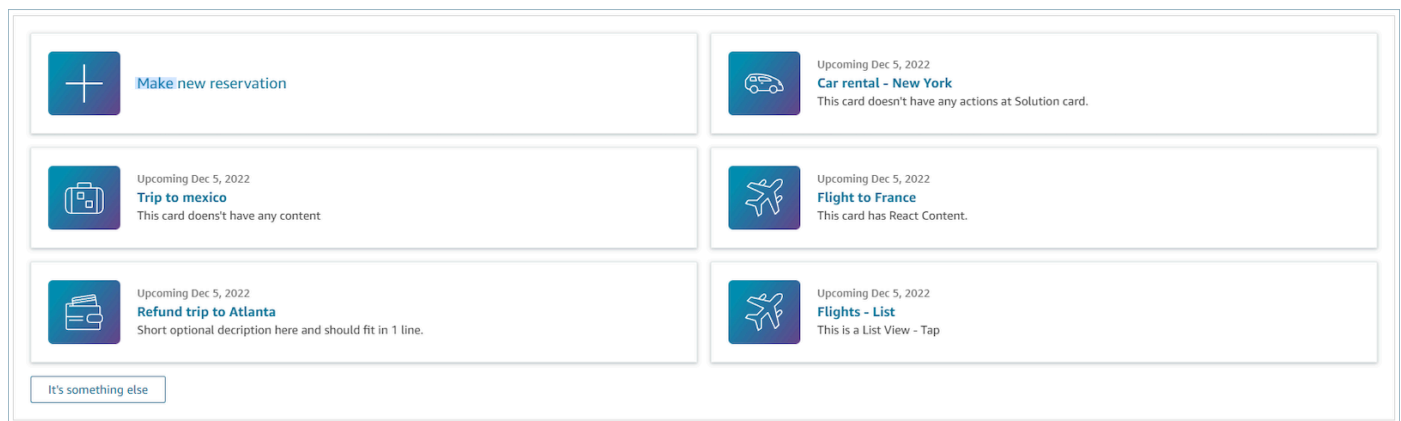 Make new reservation
Upcoming Dec 5, 2022
Car rental - New York
This card doesn't have any actions at Solution card.
Upcoming Dec 5, 2022
Trip to mexico
This card doens't have any content
Upcoming Dec 5, 2022
Flight to France
This card has React Content.
Upcoming Dec 5, 2022
Refund trip to Atlanta
Short optional decription here and should fit in 1 line.
Upcoming Dec 5, 2022
Flights - List
This is a List View - Tap
It's something else